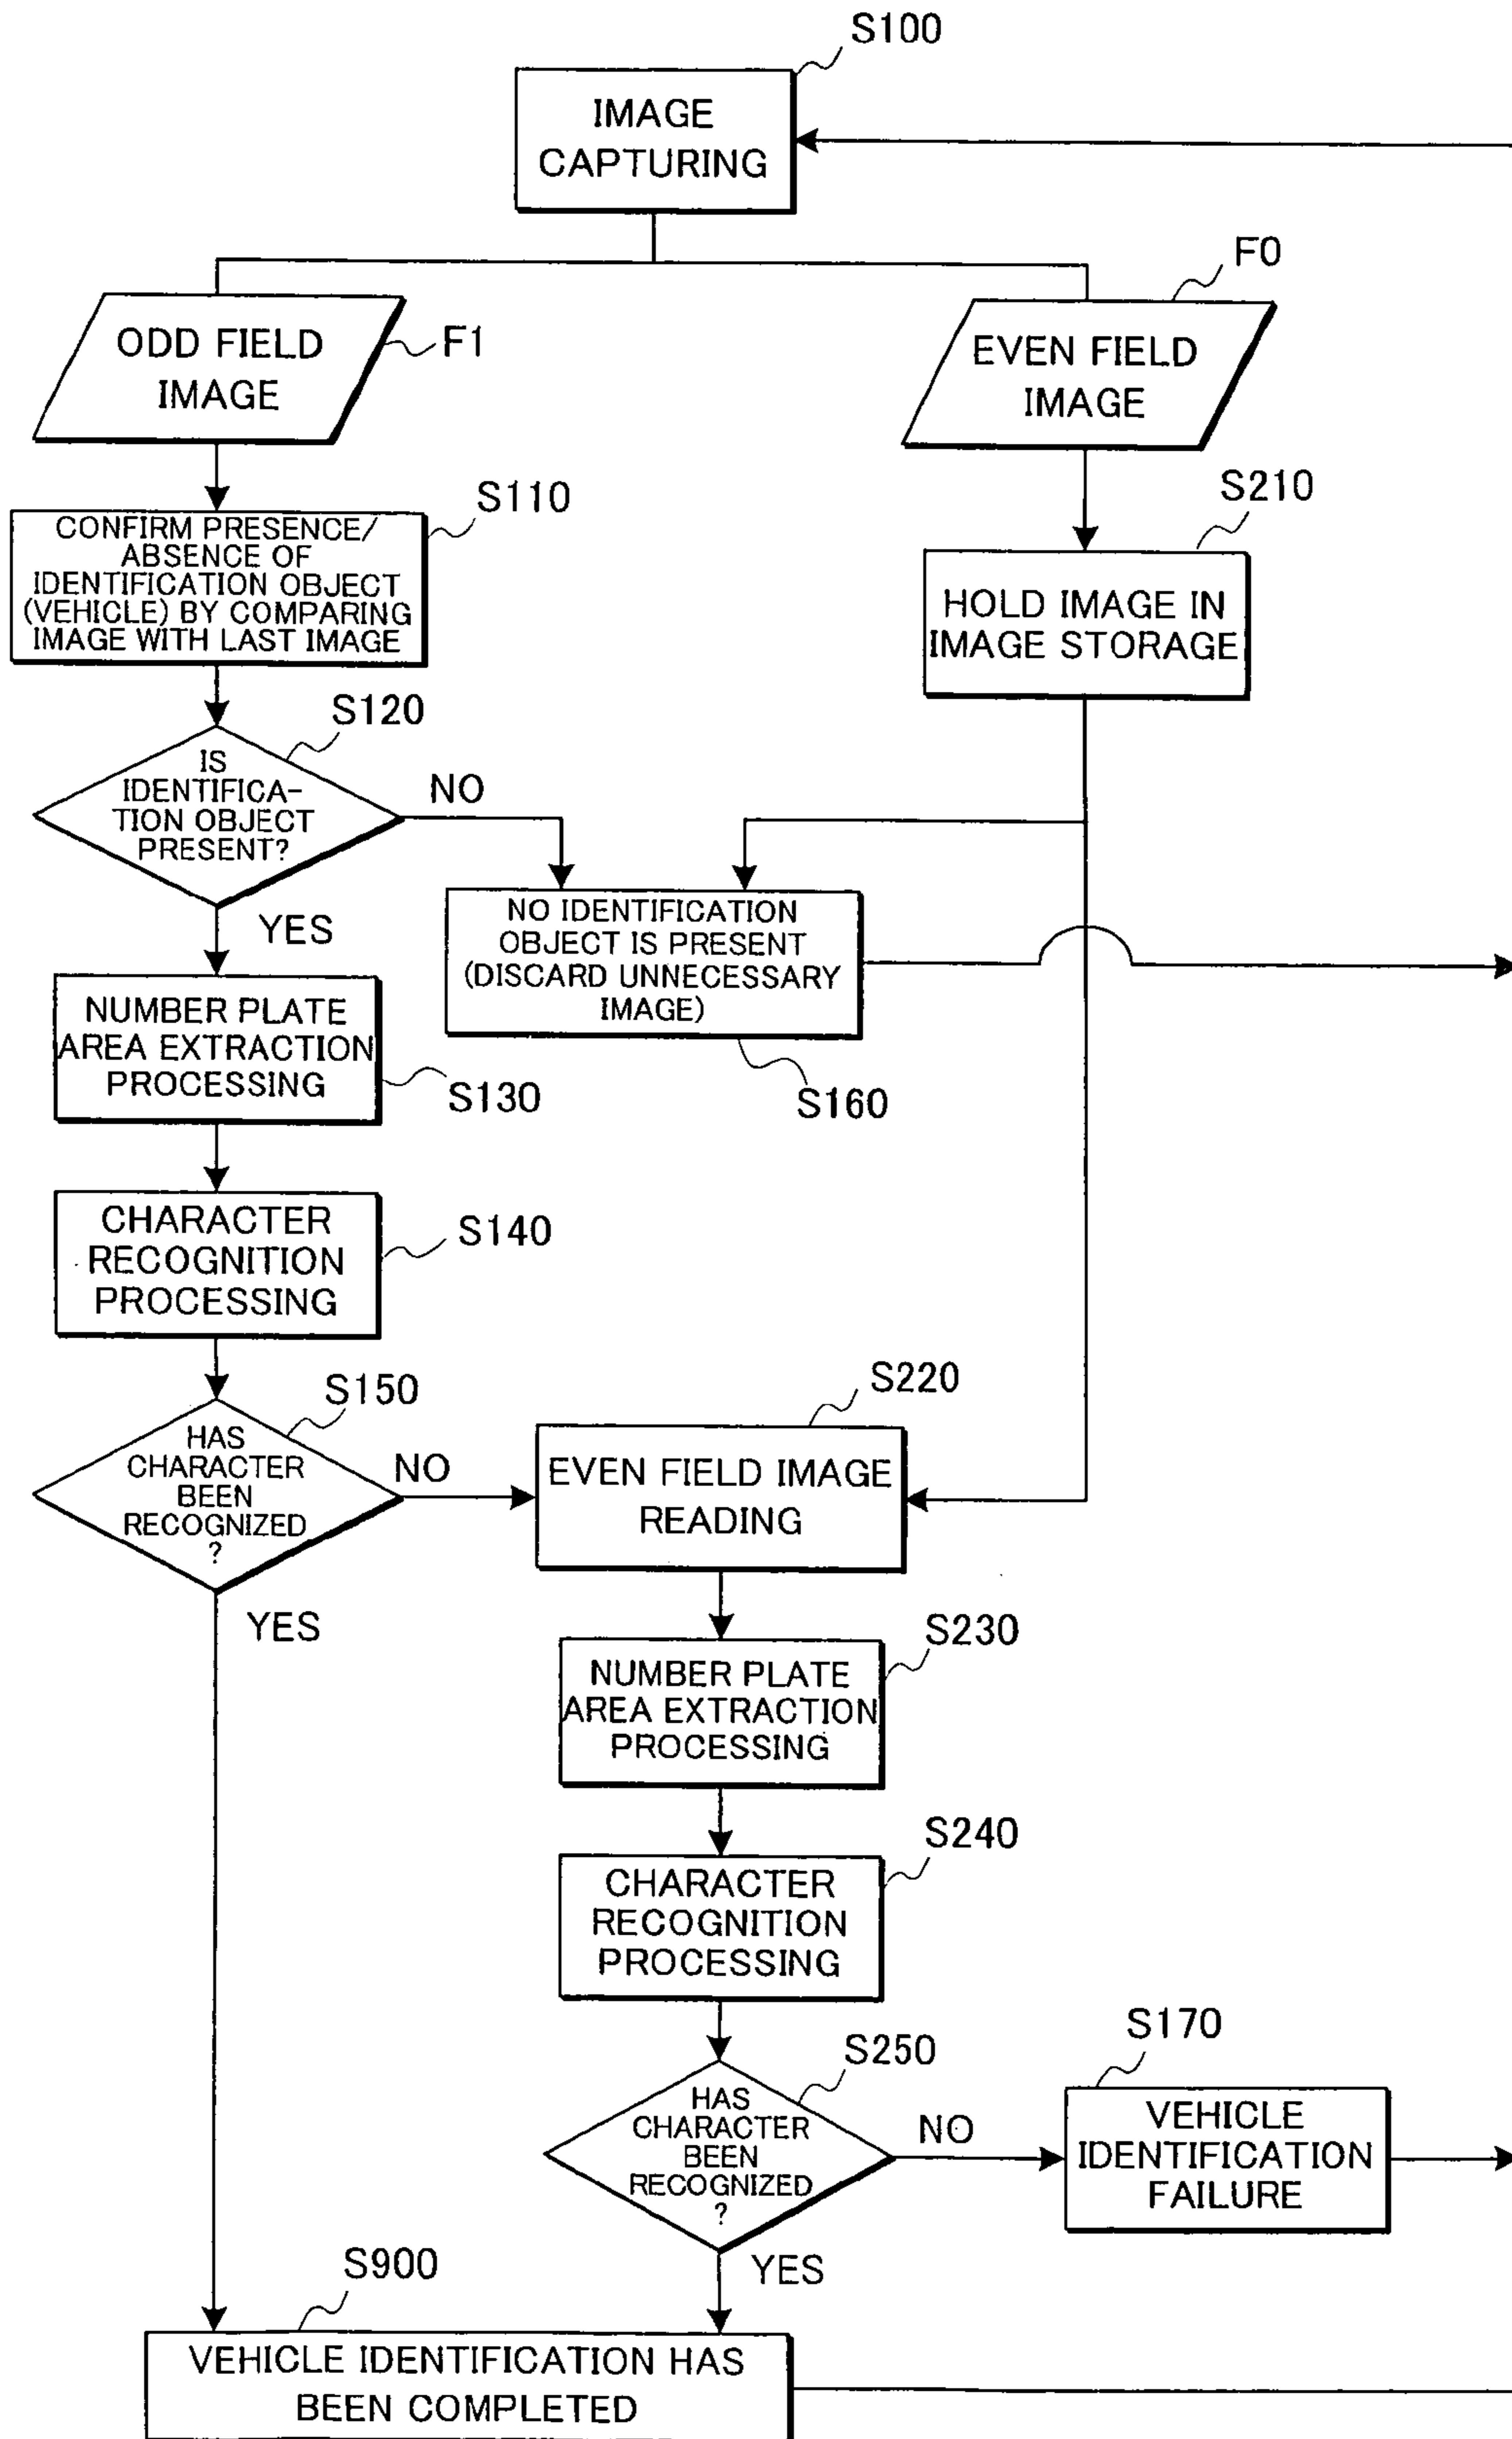 S100
IMAGE
CAPTURING
F0
F1
ODD FIELD
IMAGE
EVEN FIELD
IMAGE
S110
CONFIRM PRESENCE/
ABSENCE OF
IDENTIFICATION OBJECT
(VEHICLE) BY COMPARING
IMAGE WITH LAST IMAGE
S210
HOLD IMAGE IN
IMAGE STORAGE
S120
IS
IDENTIFICA-
TION OBJECT
PRESENT?
NO
YES
NO IDENTIFICATION
OBJECT IS PRESENT
(DISCARD UNNECESSARY
IMAGE)
S160
NUMBER PLATE
AREA EXTRACTION
PROCESSING
S130
CHARACTER
RECOGNITION
PROCESSING
S140
S150
HAS
CHARACTER
BEEN
RECOGNIZED
?
NO
YES
S220
EVEN FIELD IMAGE
READING
S230
NUMBER PLATE
AREA EXTRACTION
PROCESSING
S240
CHARACTER
RECOGNITION
PROCESSING
S250
HAS
CHARACTER
BEEN
RECOGNIZED
?
NO
YES
S170
VEHICLE
IDENTIFICATION
FAILURE
S900
VEHICLE IDENTIFICATION HAS
BEEN COMPLETED